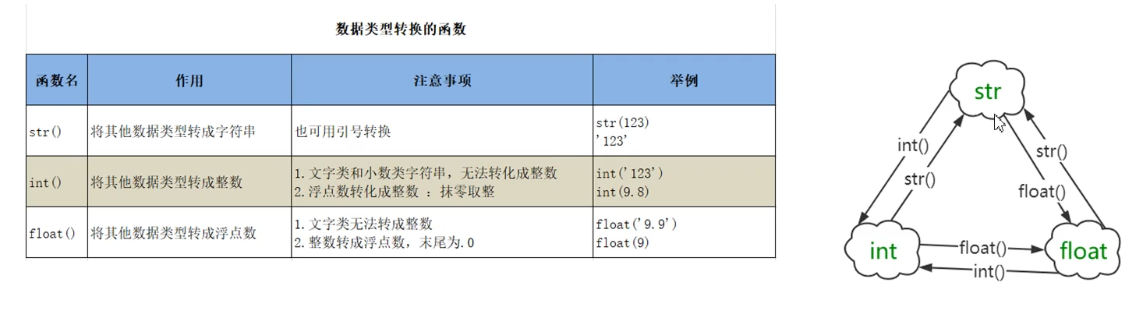 数据类型转换的函数
函数名 作用 注意事项 举例
str() 将其他数据类型转成字符串 也可用引号转换 str(123)
'123'
int() 将其他数据类型转成整数 1.文字类和小数类字符串，无法转化成整数 int('123')
2.浮点数转化成整数 ：抹零取整 int(9.8)
float() 将其他数据类型转成浮点数 1.文字类无法转成整数 float('9.9')
2.整数转成浮点数，末尾为.0 float(9)
str
int()
str()
str()
float()
int
float()
int()
float